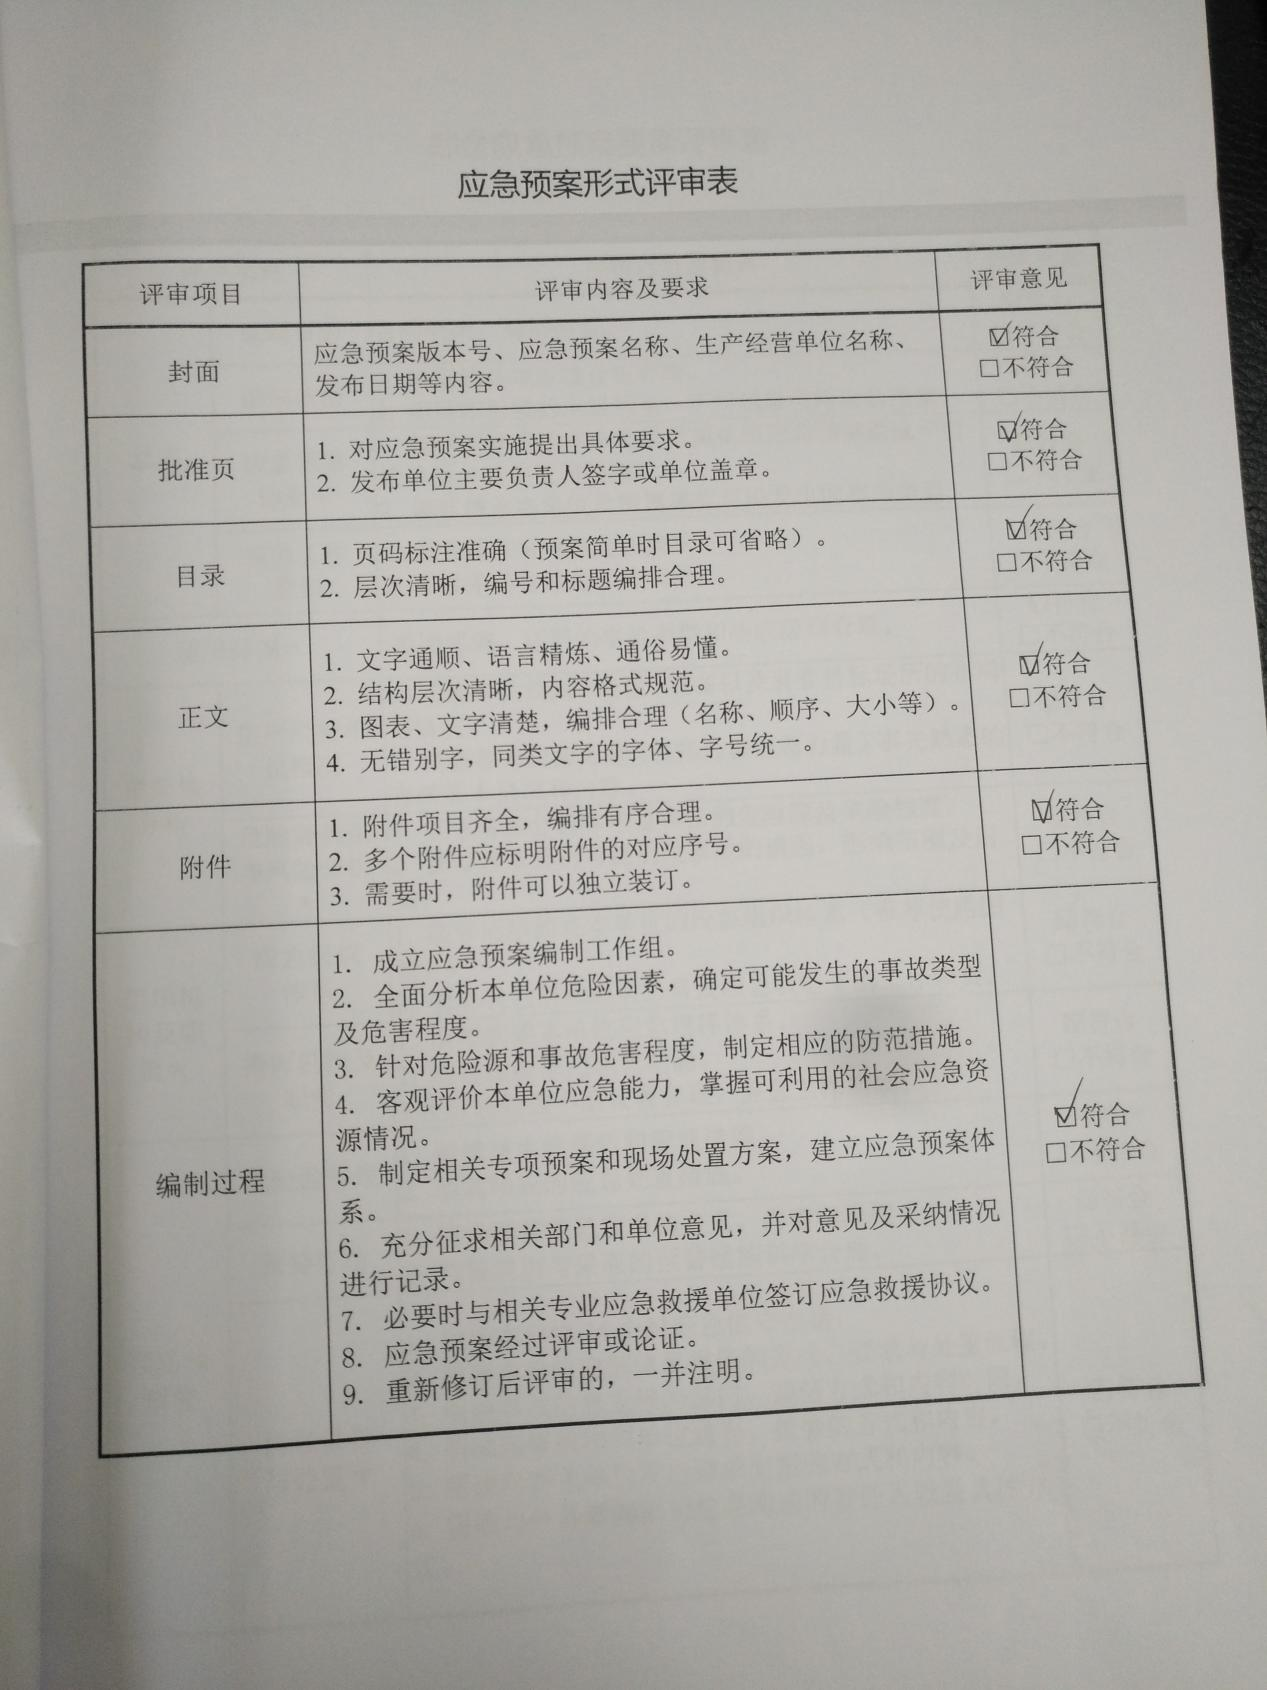 应急预案形式评审表
评审项目
评审内容及要求
评审意见
封面
应急预案版本号、应急预案名称、生产经营单位名称、
发布日期等内容。
☑符合
□不符合
批准页
1. 对应急预案实施提出具体要求。
2. 发布单位主要负责人签字或单位盖章。
☑符合
□不符合
目录
1. 页码标注准确（预案简单时目录可省略）。
2. 层次清晰，编号和标题编排合理。
☑符合
□不符合
正文
1. 文字通顺、语言精炼、通俗易懂。
2. 结构层次清晰，内容格式规范。
3. 图表、文字清楚，编排合理（名称、顺序、大小等）。
4. 无错别字，同类文字的字体、字号统一。
☑符合
□不符合
附件
1. 附件项目齐全，编排有序合理。
2. 多个附件应标明附件的对应序号。
3. 需要时，附件可以独立装订。
☑符合
□不符合
编制过程
1. 成立应急预案编制工作组。
2. 全面分析本单位危险因素，确定可能发生的事故类型
及危害程度。
3. 针对危险源和事故危害程度，制定相应的防范措施。
4. 客观评价本单位应急能力，掌握可利用的社会应急资
源情况。
5. 制定相关专项预案和现场处置方案，建立应急预案体
系。
6. 充分征求相关部门和单位意见，并对意见及采纳情况
进行记录。
7. 必要时与相关专业应急救援单位签订应急救援协议。
8. 应急预案经过评审或论证。
9. 重新修订后评审的，一并注明。
☑符合
□不符合